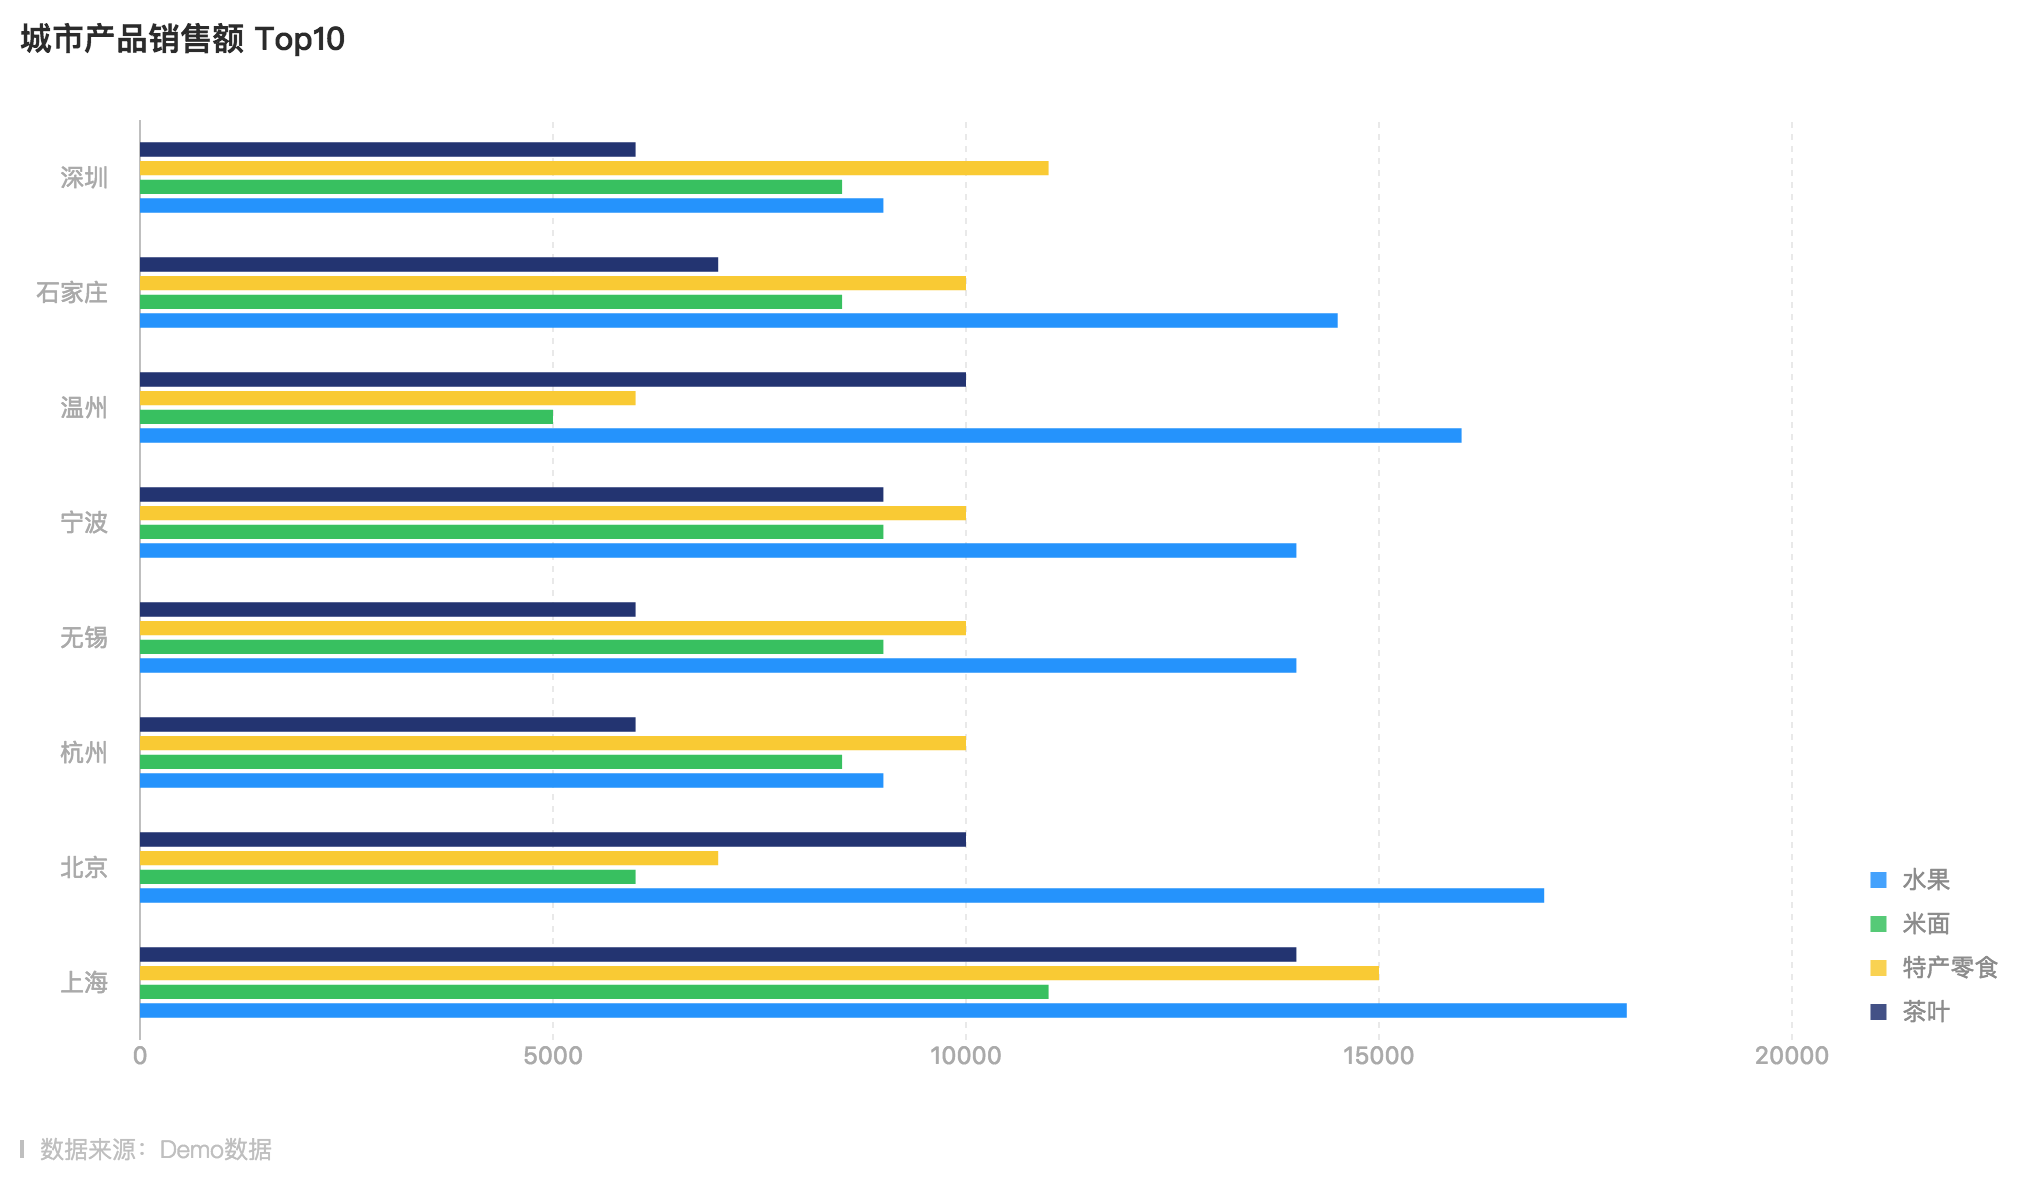 城市产品销售额 Top10
深圳
石家庄
温州
宁波
无锡
杭州
北京
上海
0 5000 10000 15000 20000
水果
米面
特产零食
茶叶
数据来源：Demo数据